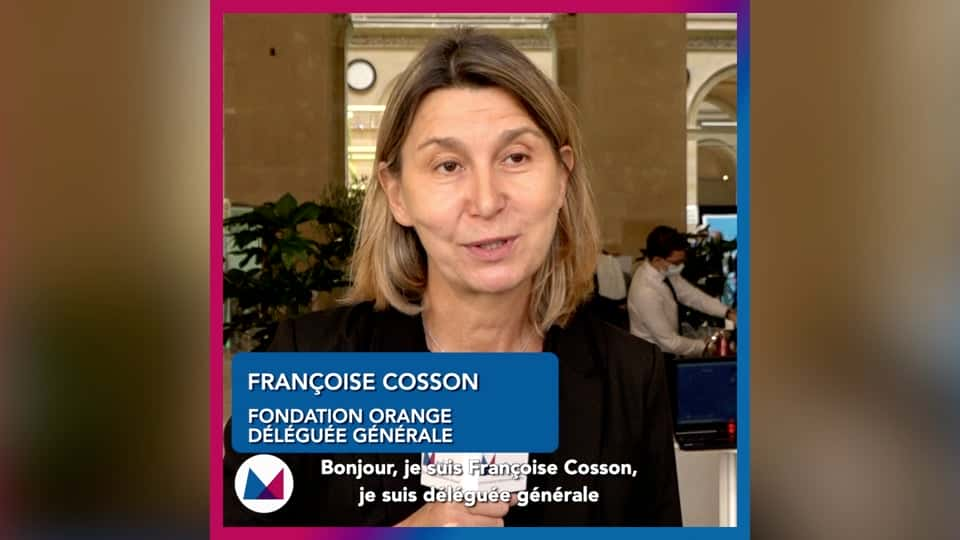 FRANÇOISE COSSON
FONDATION ORANGE
DÉLÉGUÉE GÉNÉRALE
Bonjour, je suis Françoise Cosson,
je suis déléguée générale